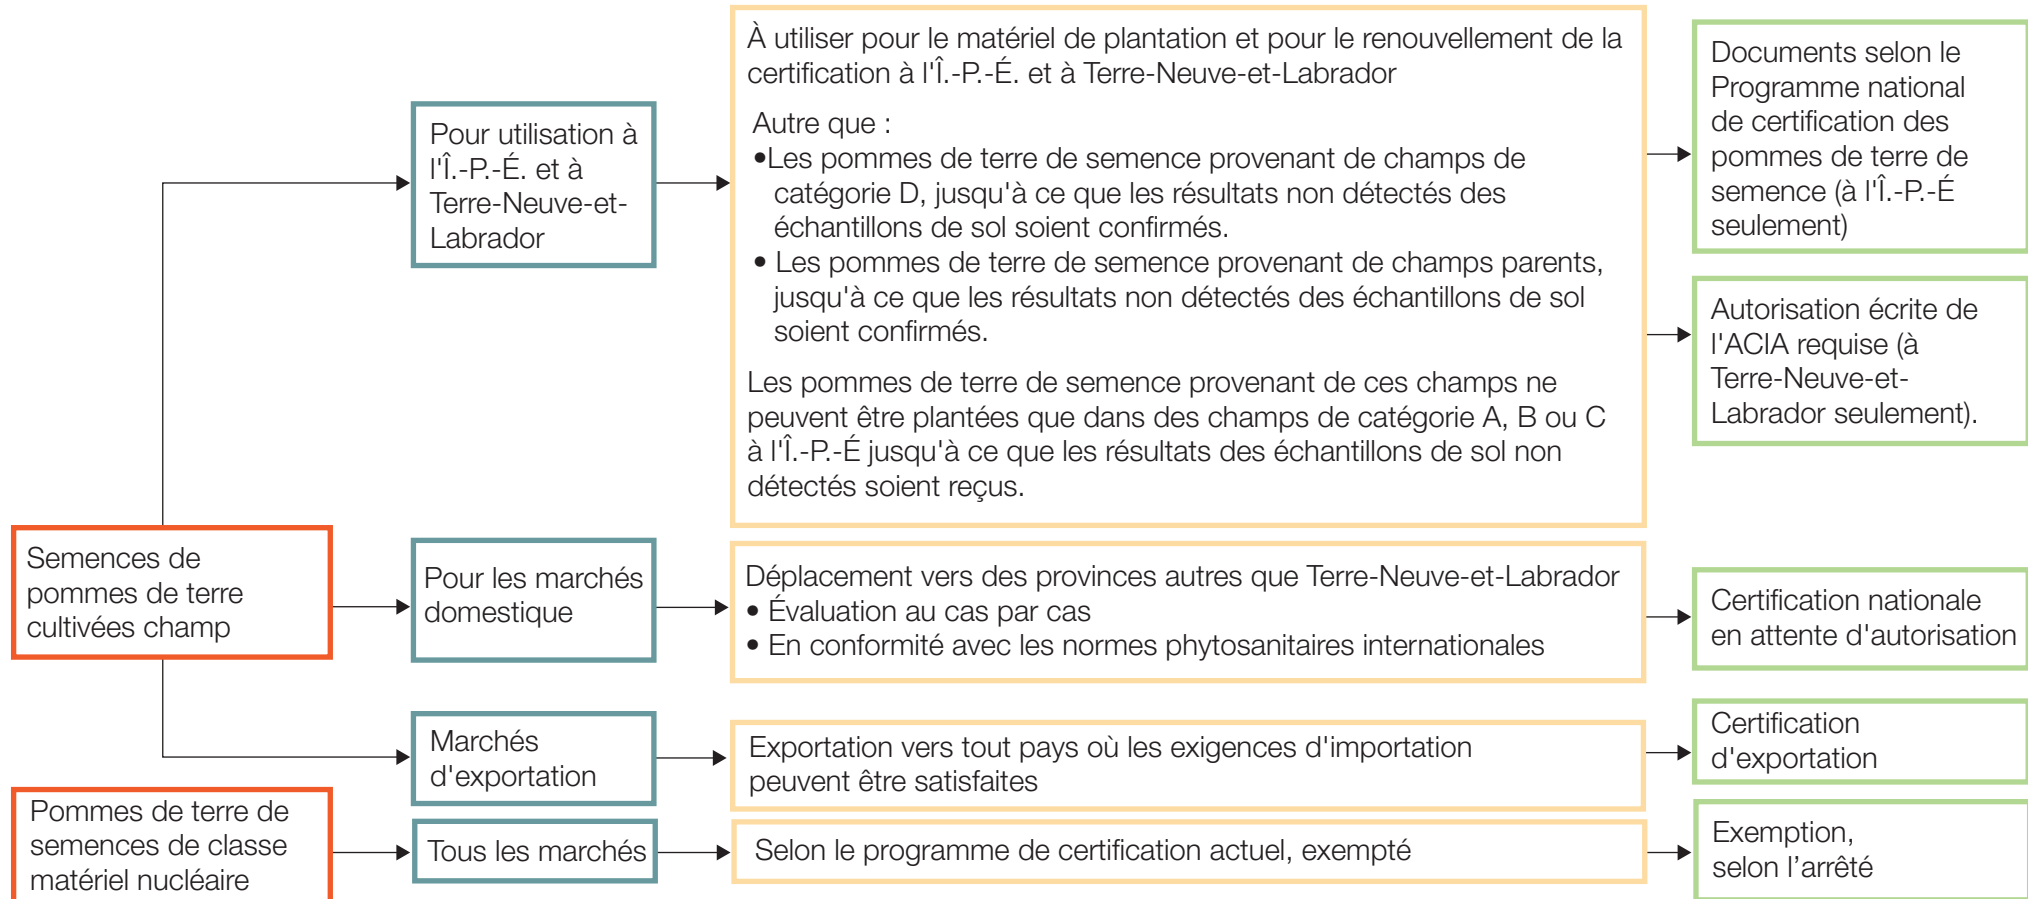 Semences de
pommes de terre
cultivées champ
Pour utilisation à
l'Î.-P.-É. et à
Terre-Neuve-et-
Labrador
À utiliser pour le matériel de plantation et pour le renouvellement de la
certification à l'Î.-P.-É. et à Terre-Neuve-et-Labrador
Autre que :
•Les pommes de terre de semence provenant de champs de
catégorie D, jusqu'à ce que les résultats non détectés des
échantillons de sol soient confirmés.
• Les pommes de terre de semence provenant de champs parents,
jusqu'à ce que les résultats non détectés des échantillons de sol
soient confirmés.
Les pommes de terre de semence provenant de ces champs ne
peuvent être plantées que dans des champs de catégorie A, B ou C
à l'Î.-P.-É jusqu'à ce que les résultats des échantillons de sol non
détectés soient reçus.
Documents selon le
Programme national
de certification des
pommes de terre de
semence (à l'Î.-P.-É
seulement)
Autorisation écrite de
l'ACIA requise (à
Terre-Neuve-et-
Labrador seulement).
Pour les marchés
domestique
Déplacement vers des provinces autres que Terre-Neuve-et-Labrador
• Évaluation au cas par cas
• En conformité avec les normes phytosanitaires internationales
Certification nationale
en attente d'autorisation
Marchés
d'exportation
Exportation vers tout pays où les exigences d'importation
peuvent être satisfaites
Certification
d'exportation
Pommes de terre de
semences de classe
matériel nucléaire
Tous les marchés
Selon le programme de certification actuel, exempté
Exemption,
selon l’arrêté